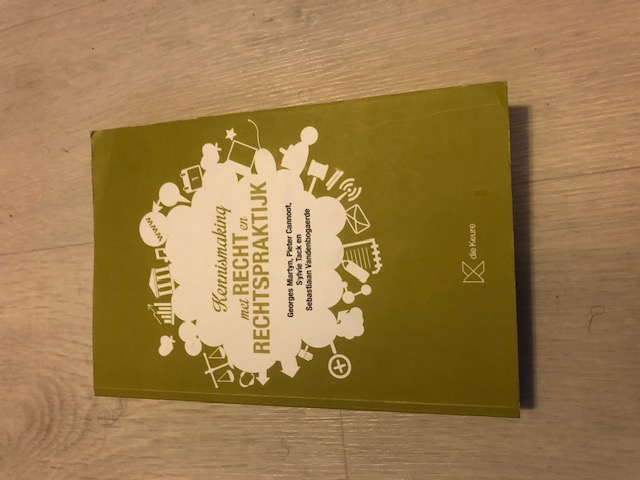 www
Kennismaking
met RECHT en
RECHTSPRAKTIJK
Georges Martyn, Pieter Cannoot,
Sylvie Tack en
Sebastiaan Vandenbogaerde
die Keure